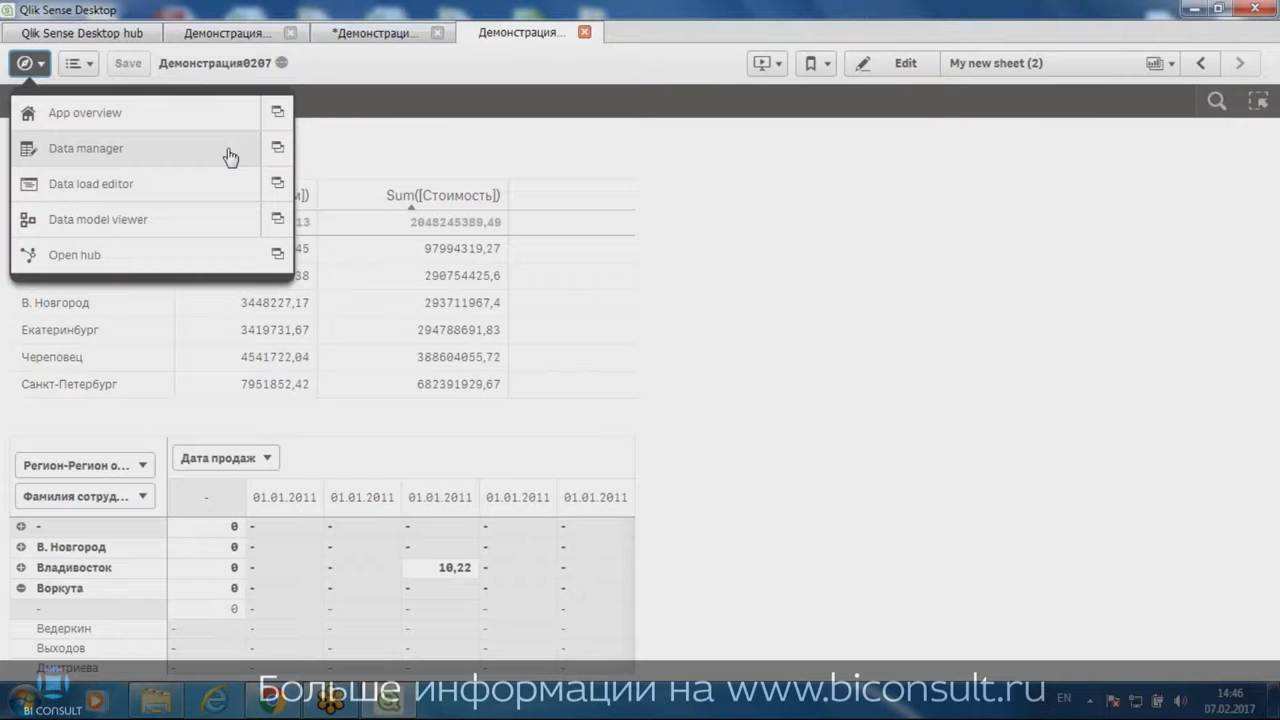 Qlik Sense Desktop
Qlik Sense Desktop hub
Демонстрация...
*Демонстраци...
Демонстрация...
Save
Демонстрация0207
Edit
My new sheet (2)
App overview
Data manager
Data load editor
Data model viewer
Open hub
м]) Sum([Стоимость])
13 2048245389,49
45 97994319,27
38 290754425,6
В. Новгород 3448227,17 293711967,4
Екатеринбург 3419731,67 294788691,83
Череповец 4541722,04 388604055,72
Санкт-Петербург 7951852,42 682391929,67
Регион-Регион о...
Дата продаж
Фамилия сотруд...
- 01.01.2011 01.01.2011 01.01.2011 01.01.2011 01.01.2011
- 0 - - - - -
В. Новгород 0 - - - - -
Владивосток 0 - - 10,22 - -
Воркута 0 - - - - -
- 0 - - - - -
Ведеркин - - - - - -
Выходов - - - - - -
Дмитриева - - - - - -
Больше информации на www.biconsult.ru
BI CONSULT
EN
14:46
07.02.2017